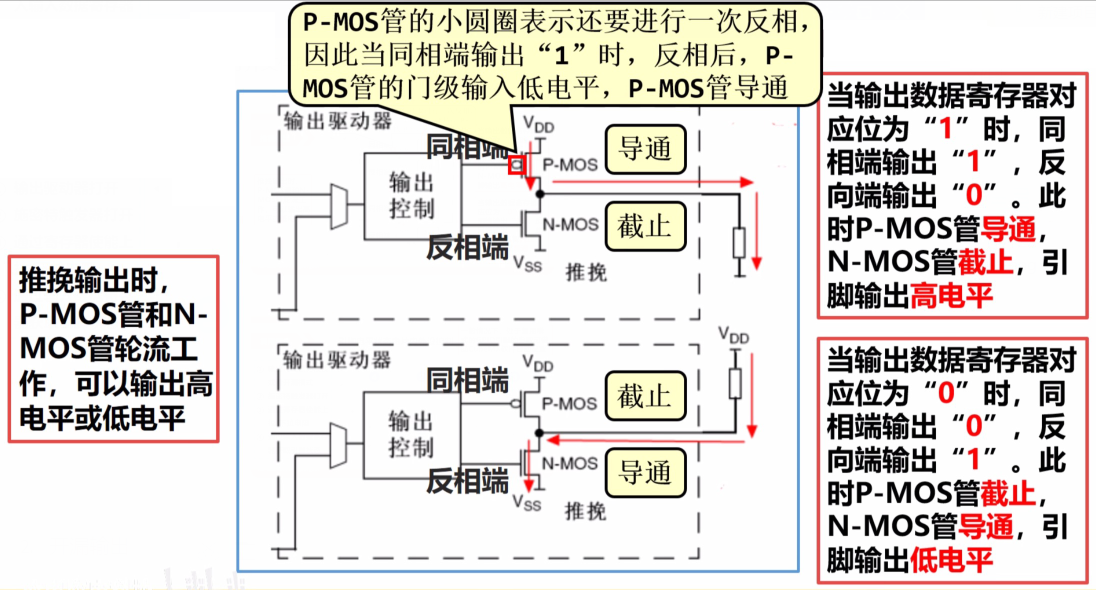 P-MOS管的小圆圈表示还要进行一次反相，
因此当同相端输出“1”时，反相后，P-
MOS管的门级输入低电平，P-MOS管导通
推挽输出时，
P-MOS管和N-
MOS管轮流工
作，可以输出高
电平或低电平
输出驱动器
VDD
同相端
P-MOS
导通
输出
控制
N-MOS
截止
反相端
VSS
推挽
输出驱动器
VDD
VDD
同相端
P-MOS
截止
输出
控制
N-MOS
导通
反相端
VSS
推挽
当输出数据寄存器对
应位为“1”时，同
相端输出“1”，反
向端输出“0”。此
时P-MOS管导通，
N-MOS管截止，引
脚输出高电平
当输出数据寄存器对
应位为“0”时，同
相端输出“0”，反
向端输出“1”。此
时P-MOS管截止，
N-MOS管导通，引
脚输出低电平